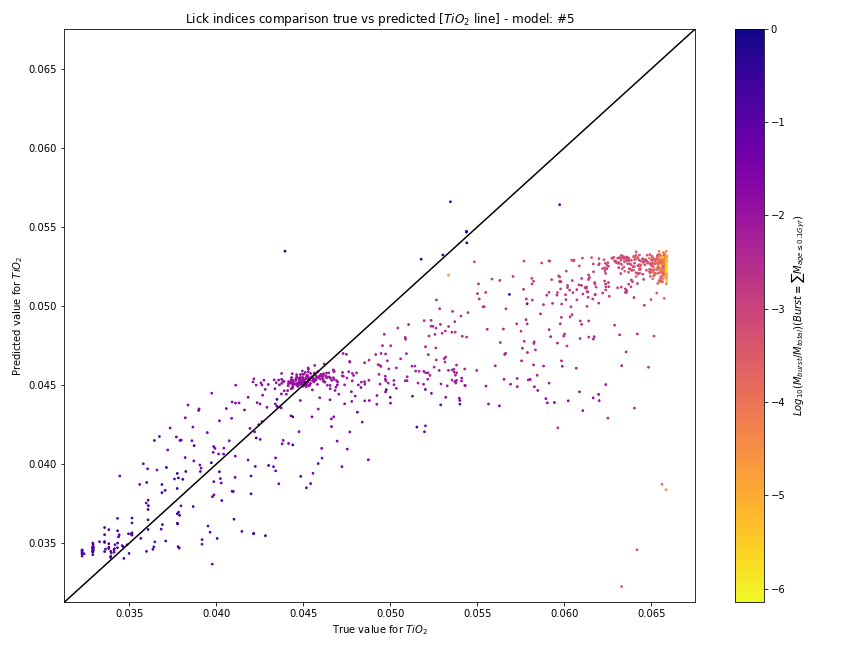 Lick indices comparison true vs predicted [TiO₂ line] - model: #5
0.065
0.060
0.055
0.050
0.045
0.040
0.035
Predicted value for TiO₂
0.035 0.040 0.045 0.050 0.055 0.060 0.065
True value for TiO₂
0
−1
−2
−3
−4
−5
−6
Log₁₀(M_burst/M_total)(Burst = ∑M_age≤0.1Gyr)